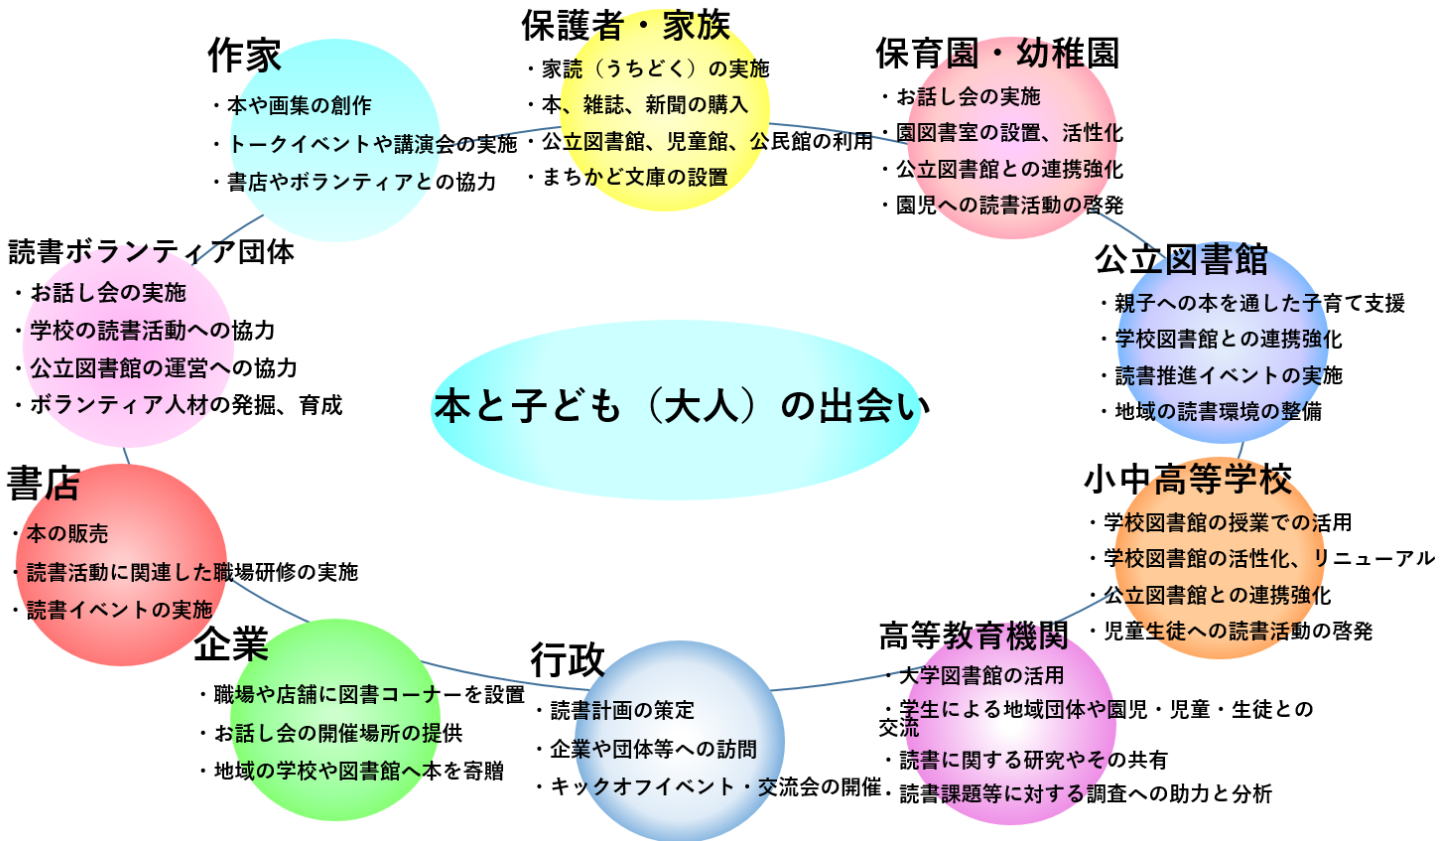 作家
・本や画集の創作
・トークイベントや講演会の実施
・書店やボランティアとの協力
保護者・家族
・家読（うちどく）の実施
・本、雑誌、新聞の購入
・公立図書館、児童館、公民館の利用
・まちかど文庫の設置
保育園・幼稚園
・お話し会の実施
・園図書室の設置、活性化
・公立図書館との連携強化
・園児への読書活動の啓発
公立図書館
・親子への本を通した子育て支援
・学校図書館との連携強化
・読書推進イベントの実施
・地域の読書環境の整備
小中高等学校
・学校図書館の授業での活用
・学校図書館の活性化、リニューアル
・公立図書館との連携強化
・児童生徒への読書活動の啓発
高等教育機関
・大学図書館の活用
・学生による地域団体や園児・児童・生徒との
交流
・読書に関する研究やその共有
・読書課題等に対する調査への助力と分析
行政
・読書計画の策定
・企業や団体等への訪問
・キックオフイベント・交流会の開催
企業
・職場や店舗に図書コーナーを設置
・お話し会の開催場所の提供
・地域の学校や図書館へ本を寄贈
書店
・本の販売
・読書活動に関連した職場研修の実施
・読書イベントの実施
読書ボランティア団体
・お話し会の実施
・学校の読書活動への協力
・公立図書館の運営への協力
・ボランティア人材の発掘、育成
本と子ども（大人）の出会い